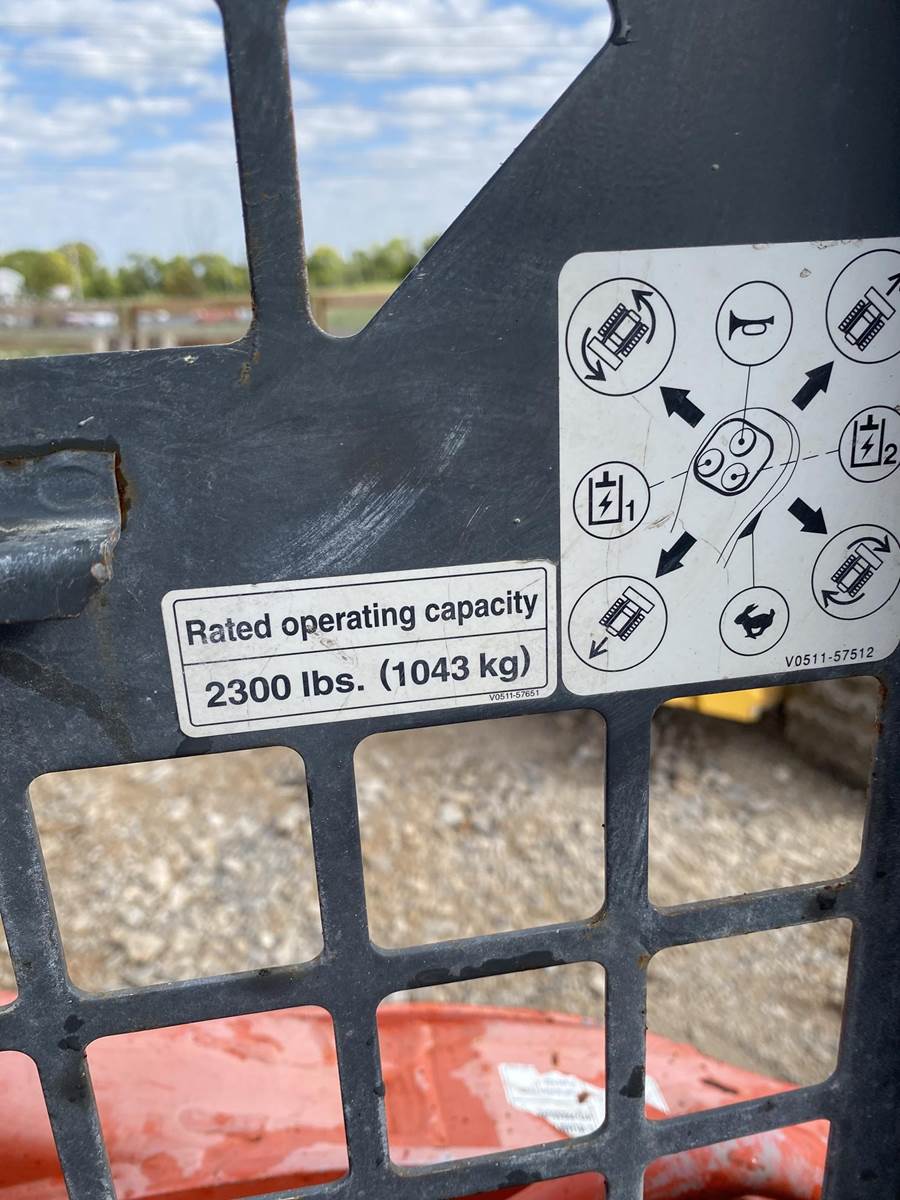 Rated operating capacity
2300 lbs. (1043 kg)
V0511-57651
1
2
V0511-57512